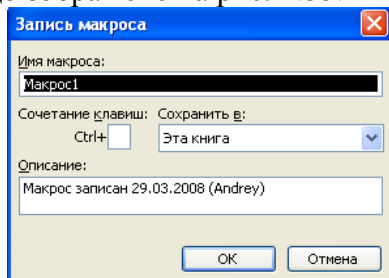 Запись макроса
Имя макроса:
Макрос1
Сочетание клавиш: Сохранить в:
Ctrl+ Эта книга
Описание:
Макрос записан 29.03.2008 (Andrey)
ОК Отмена